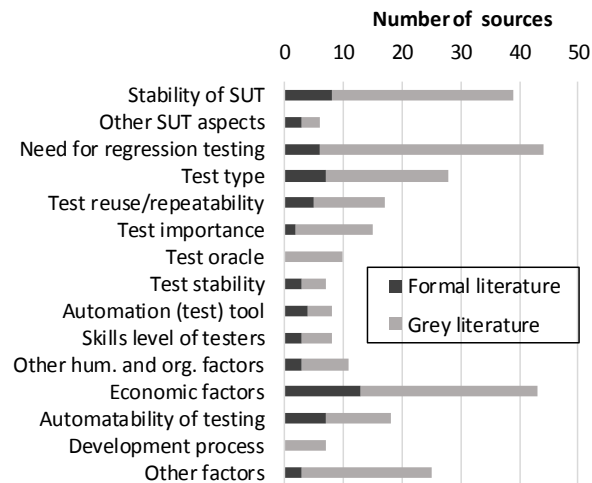 Number of sources
0 10 20 30 40 50
Stability of SUT
Other SUT aspects
Need for regression testing
Test type
Test reuse/repeatability
Test importance
Test oracle
Test stability
Automation (test) tool
Skills level of testers
Other hum. and org. factors
Economic factors
Automatability of testing
Development process
Other factors
Formal literature
Grey literature